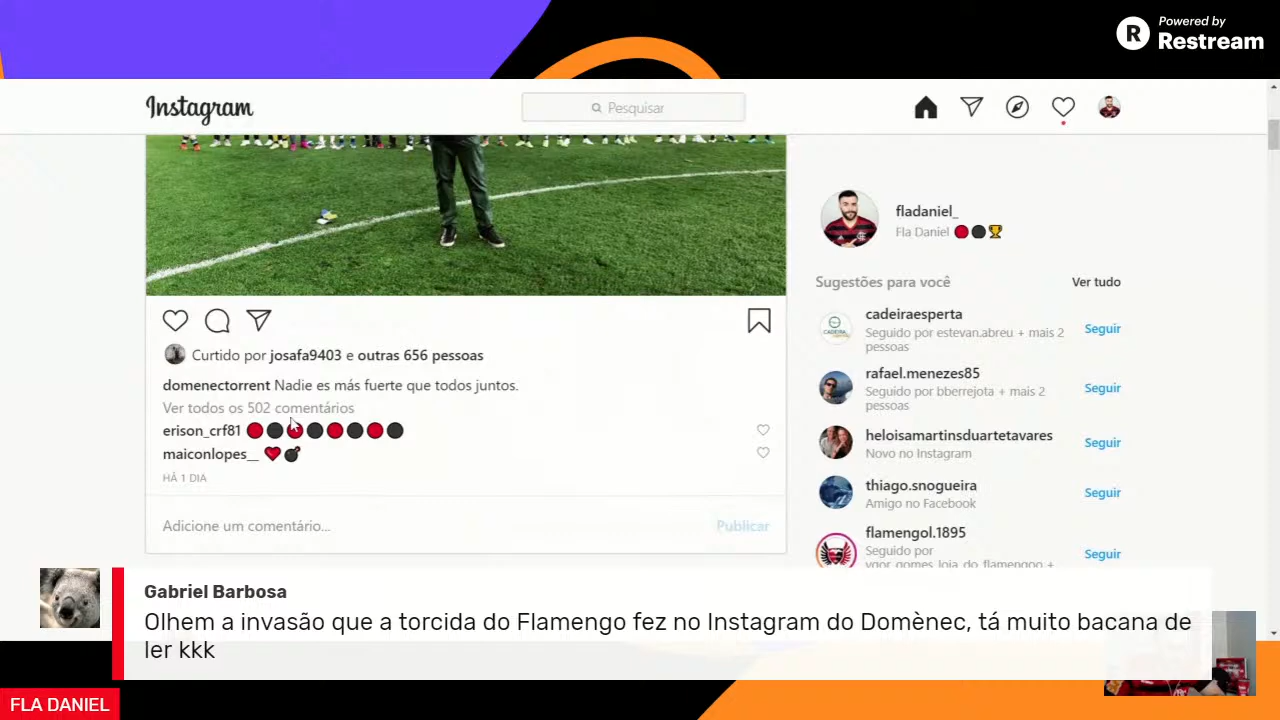 Powered by
R Restream
Instagram
Pesquisar
fladaniel_
Fla Daniel
Sugestões para você Ver tudo
cadeiraesperta
Seguido por estevan.abreu + mais 2
pessoas
Seguir
rafael.menezes85
Seguido por bberrejota + mais 2
pessoas
Seguir
heloisamartinsduartetavares
Novo no Instagram
Seguir
thiago.snogueira
Amigo no Facebook
Seguir
flamengol.1895
Seguido por
ygor_gomes_loja_do_flamengoo +
Seguir
Curtido por josafa9403 e outras 656 pessoas
domenectorrent Nadie es más fuerte que todos juntos.
Ver todos os 502 comentários
erison_crf81
maiconlopes__
HÁ 1 DIA
Adicione um comentário... Publicar
Gabriel Barbosa
Olhem a invasão que a torcida do Flamengo fez no Instagram do Domènec, tá muito bacana de
ler kkk
FLA DANIEL